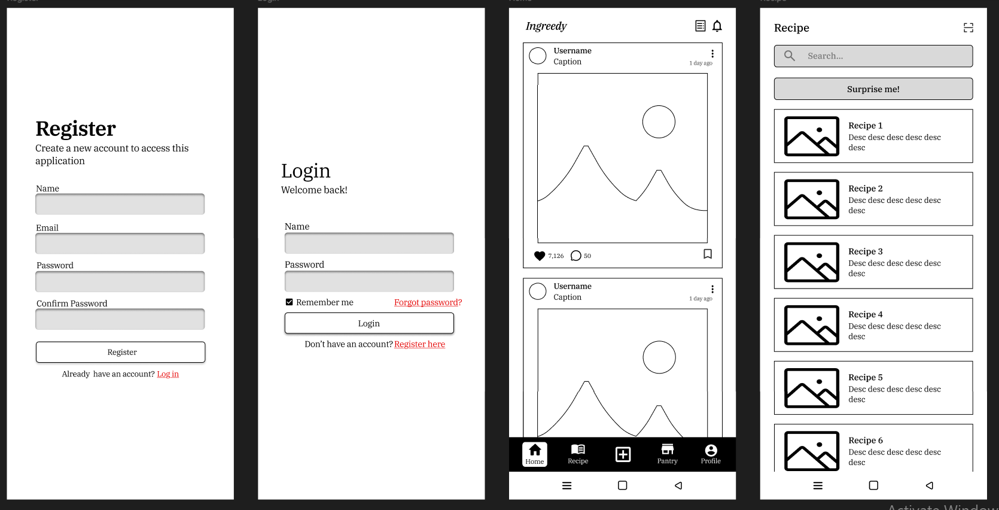 Register
Login
Home
Recipe
Register
Create a new account to access this
application
Name
Email
Password
Confirm Password
Register
Already  have an account? Log in
Login
Welcome back!
Name
Password
Remember me
Forgot password?
Login
Don't have an account? Register here
Ingreedy
Username
Caption
1 day ago
7,126
50
Username
Caption
1 day ago
Home
Recipe
Pantry
Profile
Recipe
Search...
Surprise me!
Recipe 1
Desc desc desc desc desc
desc
Recipe 2
Desc desc desc desc desc
desc
Recipe 3
Desc desc desc desc desc
desc
Recipe 4
Desc desc desc desc desc
desc
Recipe 5
Desc desc desc desc desc
desc
Recipe 6
Desc desc desc desc desc
desc
Activate Window